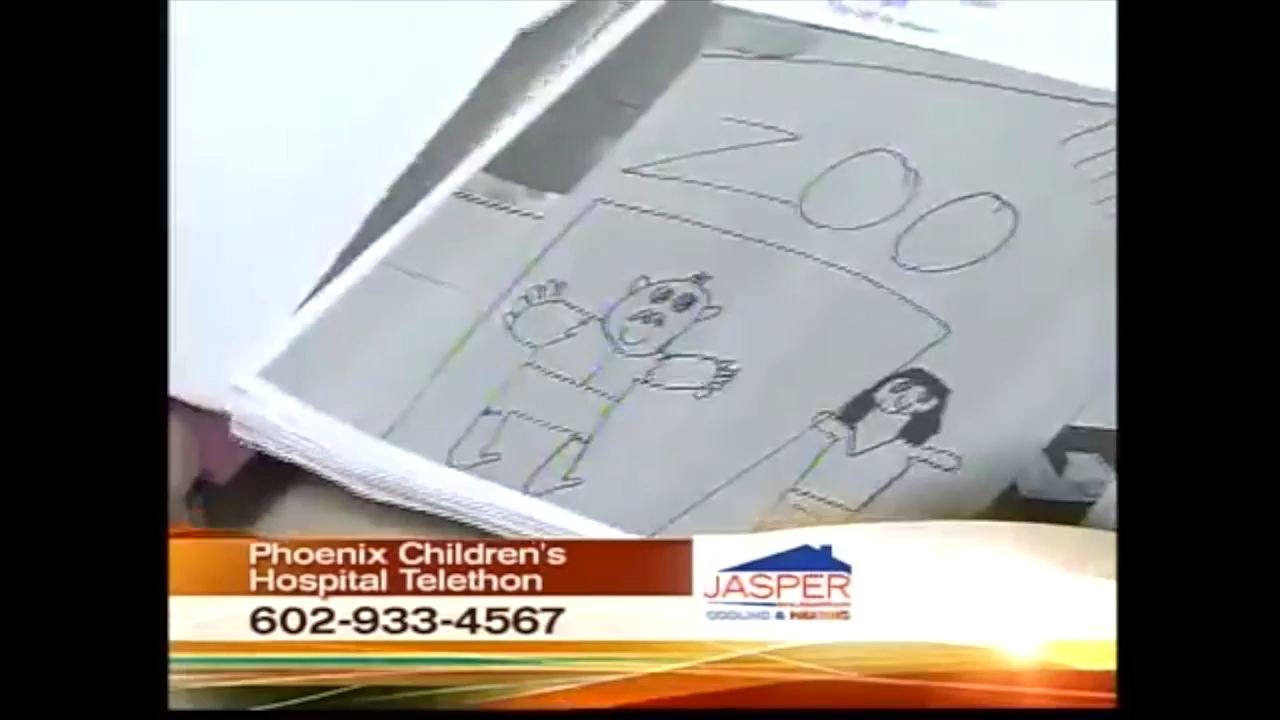 ZOO
Phoenix Children's
Hospital Telethon
602-933-4567
JASPER
COOLING & HEATING